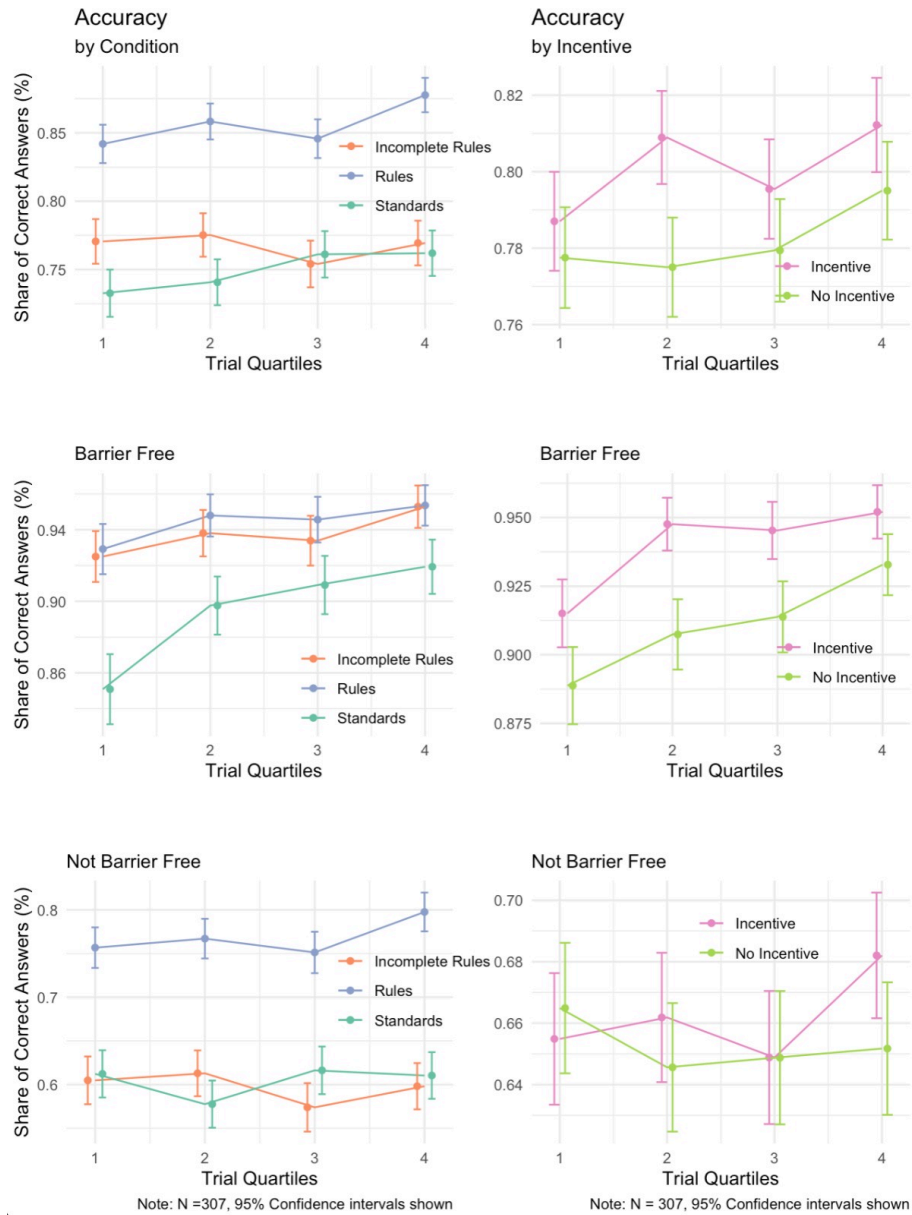 Accuracy
by Condition
Share of Correct Answers (%)
0.85
0.80
0.75
Incomplete Rules
Rules
Standards
1 2 3 4
Trial Quartiles
Accuracy
by Incentive
0.82
0.80
0.78
0.76
Incentive
No Incentive
1 2 3 4
Trial Quartiles
Barrier Free
Share of Correct Answers (%)
0.94
0.90
0.86
Incomplete Rules
Rules
Standards
1 2 3 4
Trial Quartiles
Barrier Free
0.950
0.925
0.900
0.875
Incentive
No Incentive
1 2 3 4
Trial Quartiles
Not Barrier Free
Share of Correct Answers (%)
0.8
0.7
0.6
Incomplete Rules
Rules
Standards
1 2 3 4
Trial Quartiles
Note: N =307, 95% Confidence intervals shown
Not Barrier Free
0.70
0.68
0.66
0.64
Incentive
No Incentive
1 2 3 4
Trial Quartiles
Note: N = 307, 95% Confidence intervals shown